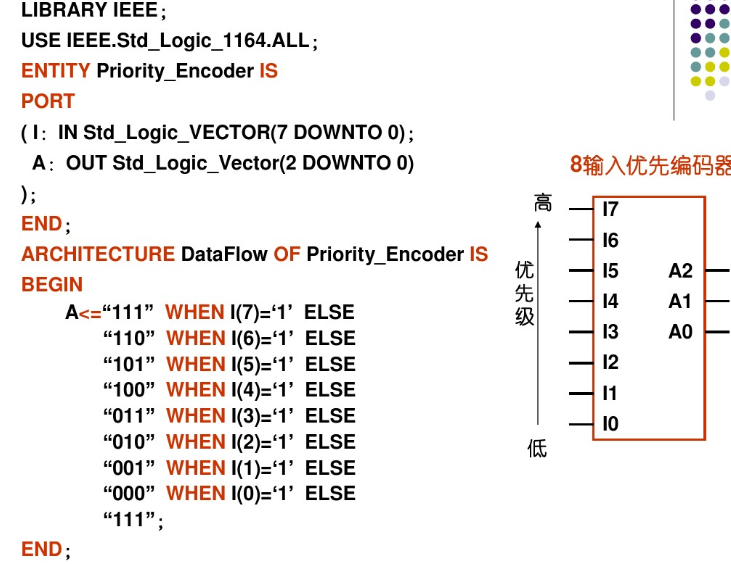 LIBRARY IEEE;
USE IEEE.Std_Logic_1164.ALL;
ENTITY Priority_Encoder IS
PORT
( I: IN Std_Logic_VECTOR(7 DOWNTO 0);
A: OUT Std_Logic_Vector(2 DOWNTO 0)
);
END;
ARCHITECTURE DataFlow OF Priority_Encoder IS
BEGIN
A<=“111” WHEN I(7)=‘1’ ELSE
“110” WHEN I(6)=‘1’ ELSE
“101” WHEN I(5)=‘1’ ELSE
“100” WHEN I(4)=‘1’ ELSE
“011” WHEN I(3)=‘1’ ELSE
“010” WHEN I(2)=‘1’ ELSE
“001” WHEN I(1)=‘1’ ELSE
“000” WHEN I(0)=‘1’ ELSE
“111”;
END;
8输入优先编码器
高
优先级
低
I7
I6
I5 A2
I4 A1
I3 A0
I2
I1
I0